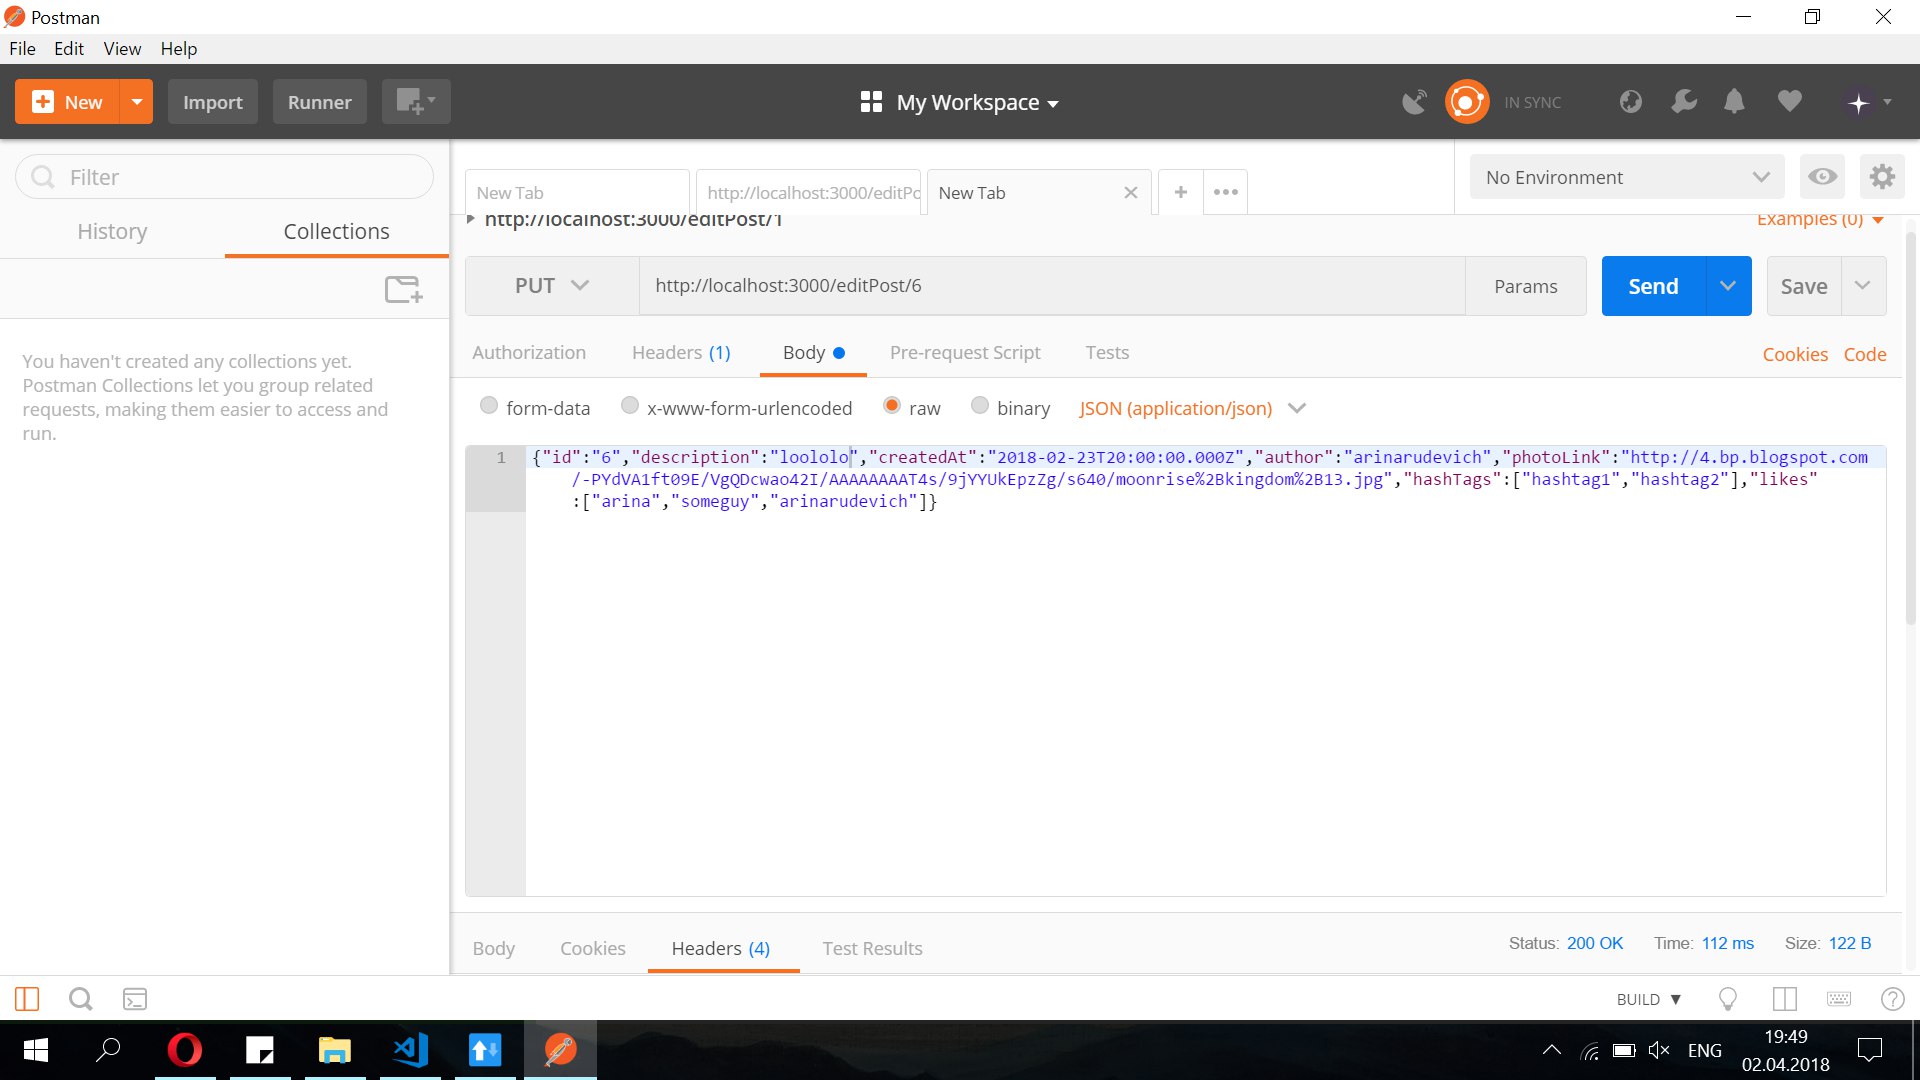 Postman
File Edit View Help
New Import Runner My Workspace IN SYNC
Filter
History Collections
You haven't created any collections yet.
Postman Collections let you group related
requests, making them easier to access and
run.
New Tab http://localhost:3000/editPo New Tab No Environment
http://localhost:3000/editPost/1 Examples (0)
PUT http://localhost:3000/editPost/6 Params Send Save
Authorization Headers (1) Body Pre-request Script Tests Cookies Code
form-data x-www-form-urlencoded raw binary JSON (application/json)
1 {"id":"6","description":"loololo","createdAt":"2018-02-23T20:00:00.000Z","author":"arinarudevich","photoLink":"http://4.bp.blogspot.com
/-PYdVA1ft09E/VgQDcwao42I/AAAAAAAAT4s/9jYYUkEpzZg/s640/moonrise%2Bkingdom%2B13.jpg","hashTags":["hashtag1","hashtag2"],"likes"
:["arina","someguy","arinarudevich"]}
Body Cookies Headers (4) Test Results Status: 200 OK Time: 112 ms Size: 122 B
BUILD
ENG
19:49
02.04.2018